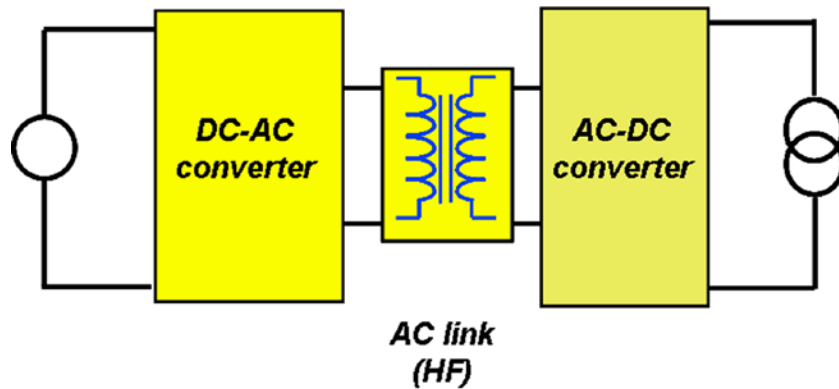 DC-AC
converter
AC-DC
converter
AC link
(HF)